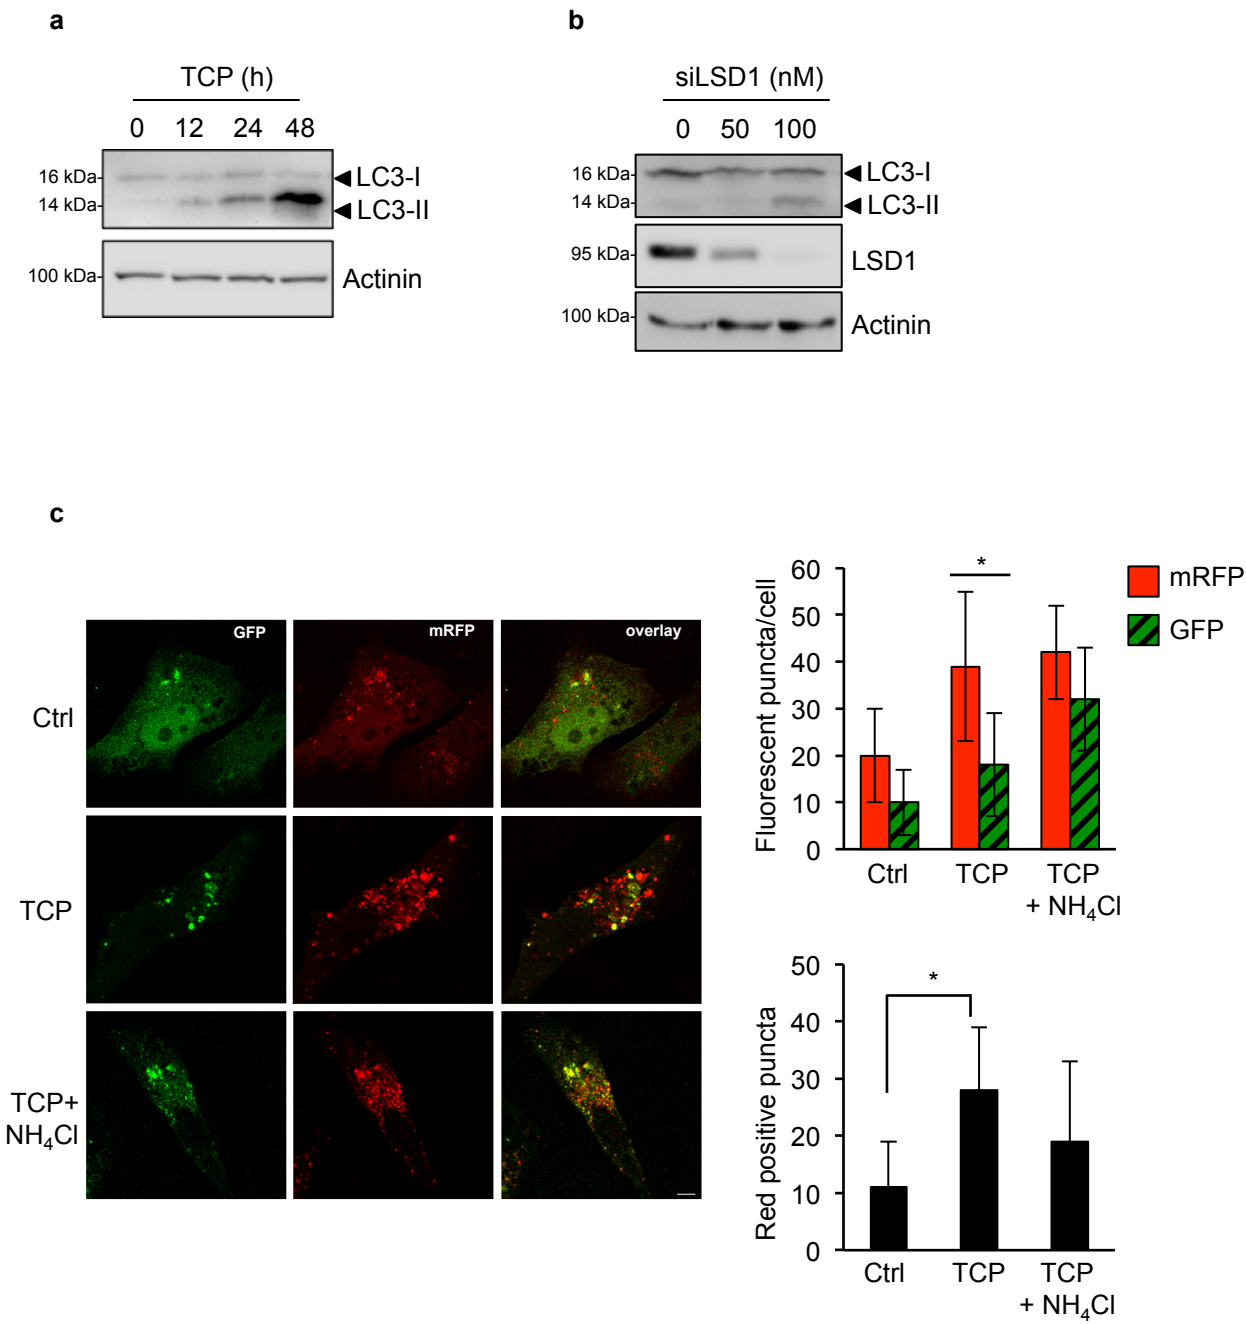 a
TCP (h)
0 12 24 48
16 kDa-
LC3-I
14 kDa-
LC3-II
100 kDa-
Actinin
b
siLSD1 (nM)
0 50 100
16 kDa-
LC3-I
14 kDa-
LC3-II
95 kDa-
LSD1
100 kDa-
Actinin
c
GFP
mRFP
overlay
Ctrl
TCP
TCP+
NH4Cl
Fluorescent puncta/cell
60
50
40
30
20
10
0
*
mRFP
GFP
Ctrl
TCP
TCP
+ NH4Cl
Red positive puncta
50
40
30
20
10
0
*
Ctrl
TCP
TCP
+ NH4Cl